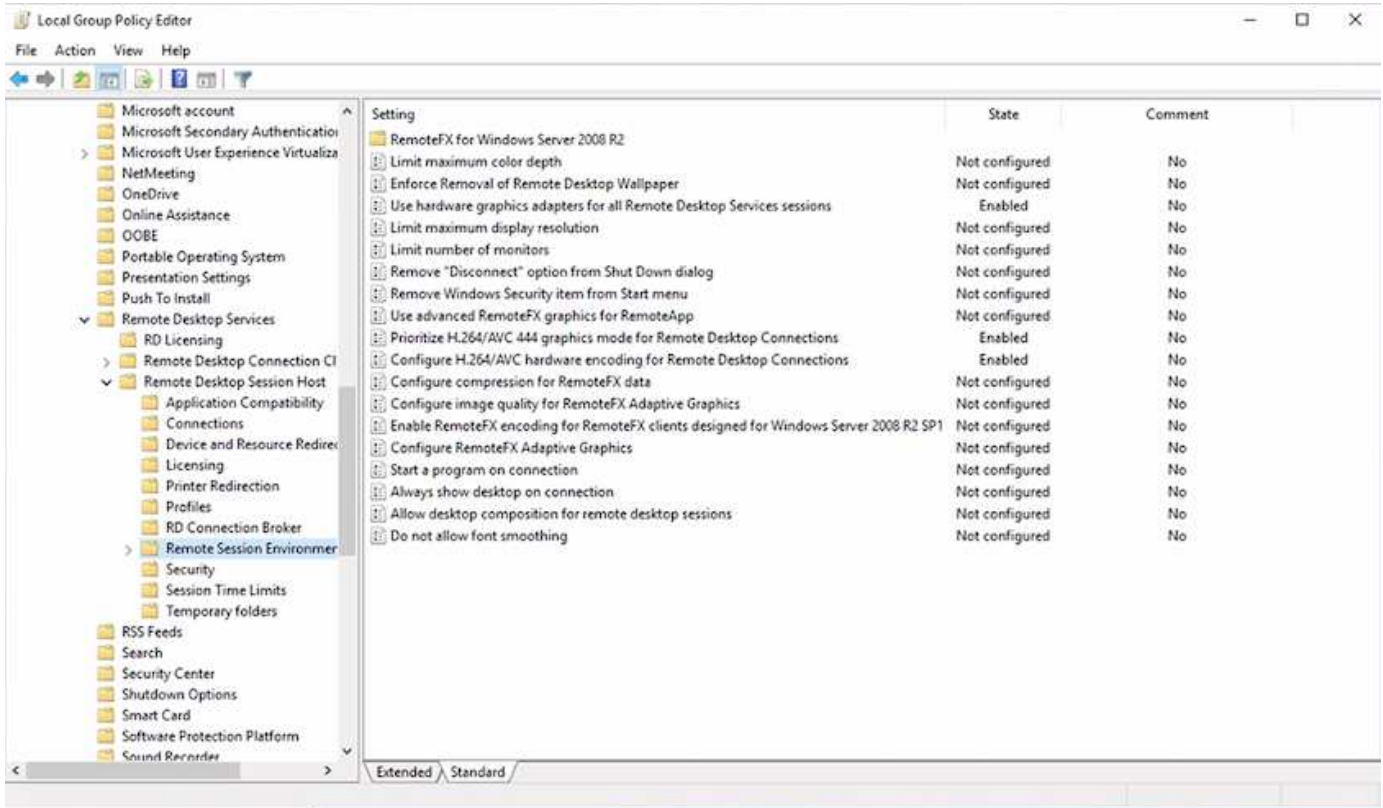 Local Group Policy Editor
File Action View Help
Microsoft account
Microsoft Secondary Authentication
Microsoft User Experience Virtualiza
NetMeeting
OneDrive
Online Assistance
OOBE
Portable Operating System
Presentation Settings
Push To Install
Remote Desktop Services
RD Licensing
Remote Desktop Connection Cl
Remote Desktop Session Host
Application Compatibility
Connections
Device and Resource Redirec
Licensing
Printer Redirection
Profiles
RD Connection Broker
Remote Session Environmen
Security
Session Time Limits
Temporary folders
RSS Feeds
Search
Security Center
Shutdown Options
Smart Card
Software Protection Platform
Sound Recorder
Setting State Comment
RemoteFX for Windows Server 2008 R2
Limit maximum color depth Not configured No
Enforce Removal of Remote Desktop Wallpaper Not configured No
Use hardware graphics adapters for all Remote Desktop Services sessions Enabled No
Limit maximum display resolution Not configured No
Limit number of monitors Not configured No
Remove "Disconnect" option from Shut Down dialog Not configured No
Remove Windows Security item from Start menu Not configured No
Use advanced RemoteFX graphics for RemoteApp Not configured No
Prioritize H.264/AVC 444 graphics mode for Remote Desktop Connections Enabled No
Configure H.264/AVC hardware encoding for Remote Desktop Connections Enabled No
Configure compression for RemoteFX data Not configured No
Configure image quality for RemoteFX Adaptive Graphics Not configured No
Enable RemoteFX encoding for RemoteFX clients designed for Windows Server 2008 R2 SP1 Not configured No
Configure RemoteFX Adaptive Graphics Not configured No
Start a program on connection Not configured No
Always show desktop on connection Not configured No
Allow desktop composition for remote desktop sessions Not configured No
Do not allow font smoothing Not configured No
Extended Standard